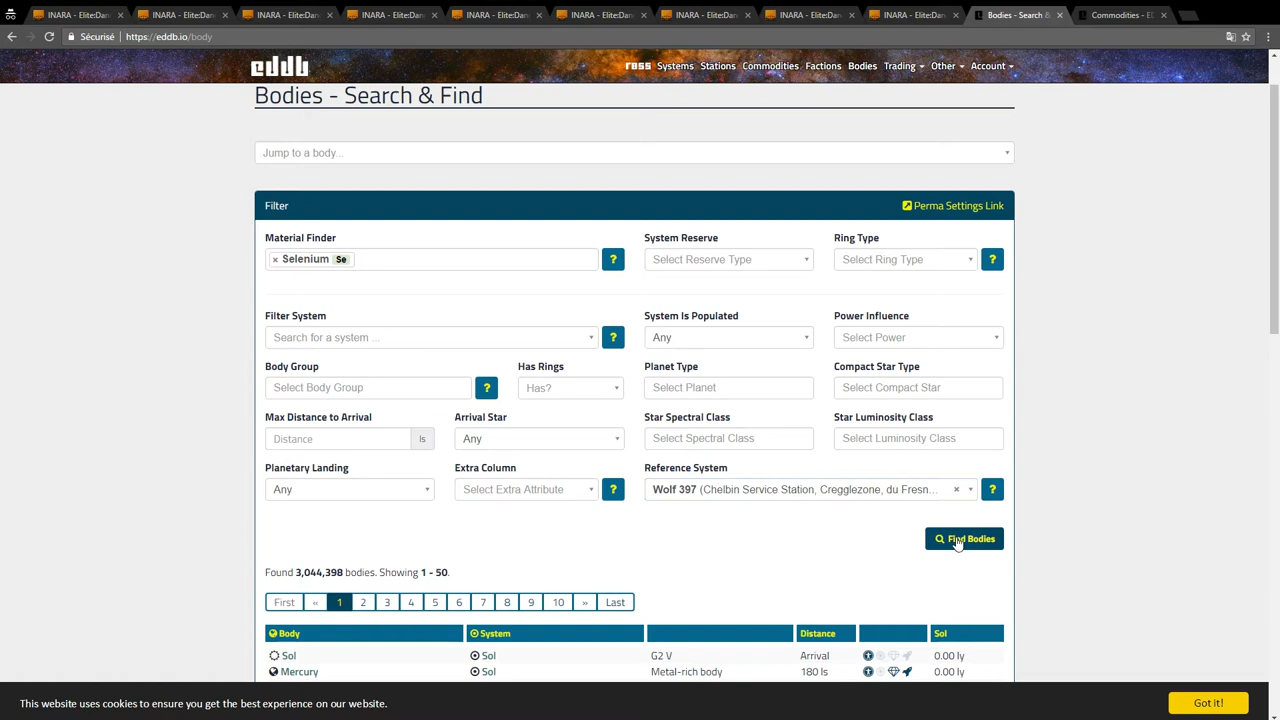 INARA - Elite:Dan
INARA - Elite:Dan
INARA - Elite:Dan
INARA - Elite:Dan
INARA - Elite:Dan
INARA - Elite:Dan
INARA - Elite:Dan
INARA - Elite:Dan
INARA - Elite:Dan
Bodies - Search &
Commodities - ED
Sécurisé
https://eddb.io/body
eddb
ross Systems Stations Commodities Factions Bodies Trading Other Account
Bodies - Search & Find
Jump to a body...
Filter
Perma Settings Link
Material Finder System Reserve Ring Type
× Selenium Se ? Select Reserve Type Select Ring Type ?
Filter System System Is Populated Power Influence
Search for a system ... ? Any Select Power
Body Group Has Rings Planet Type Compact Star Type
Select Body Group ? Has? Select Planet Select Compact Star
Max Distance to Arrival Arrival Star Star Spectral Class Star Luminosity Class
Distance ls Any Select Spectral Class Select Luminosity Class
Planetary Landing Extra Column Reference System
Any Select Extra Attribute ? Wolf 397 (Chelbin Service Station, Cregglezone, du Fresn... × ?
Find Bodies
Found 3,044,398 bodies. Showing 1 - 50.
First « 1 2 3 4 5 6 7 8 9 10 » Last
Body System Distance Sol
Sol Sol G2 V Arrival 0.00 ly
Mercury Sol Metal-rich body 180 ls 0.00 ly
This website uses cookies to ensure you get the best experience on our website.
Got it!